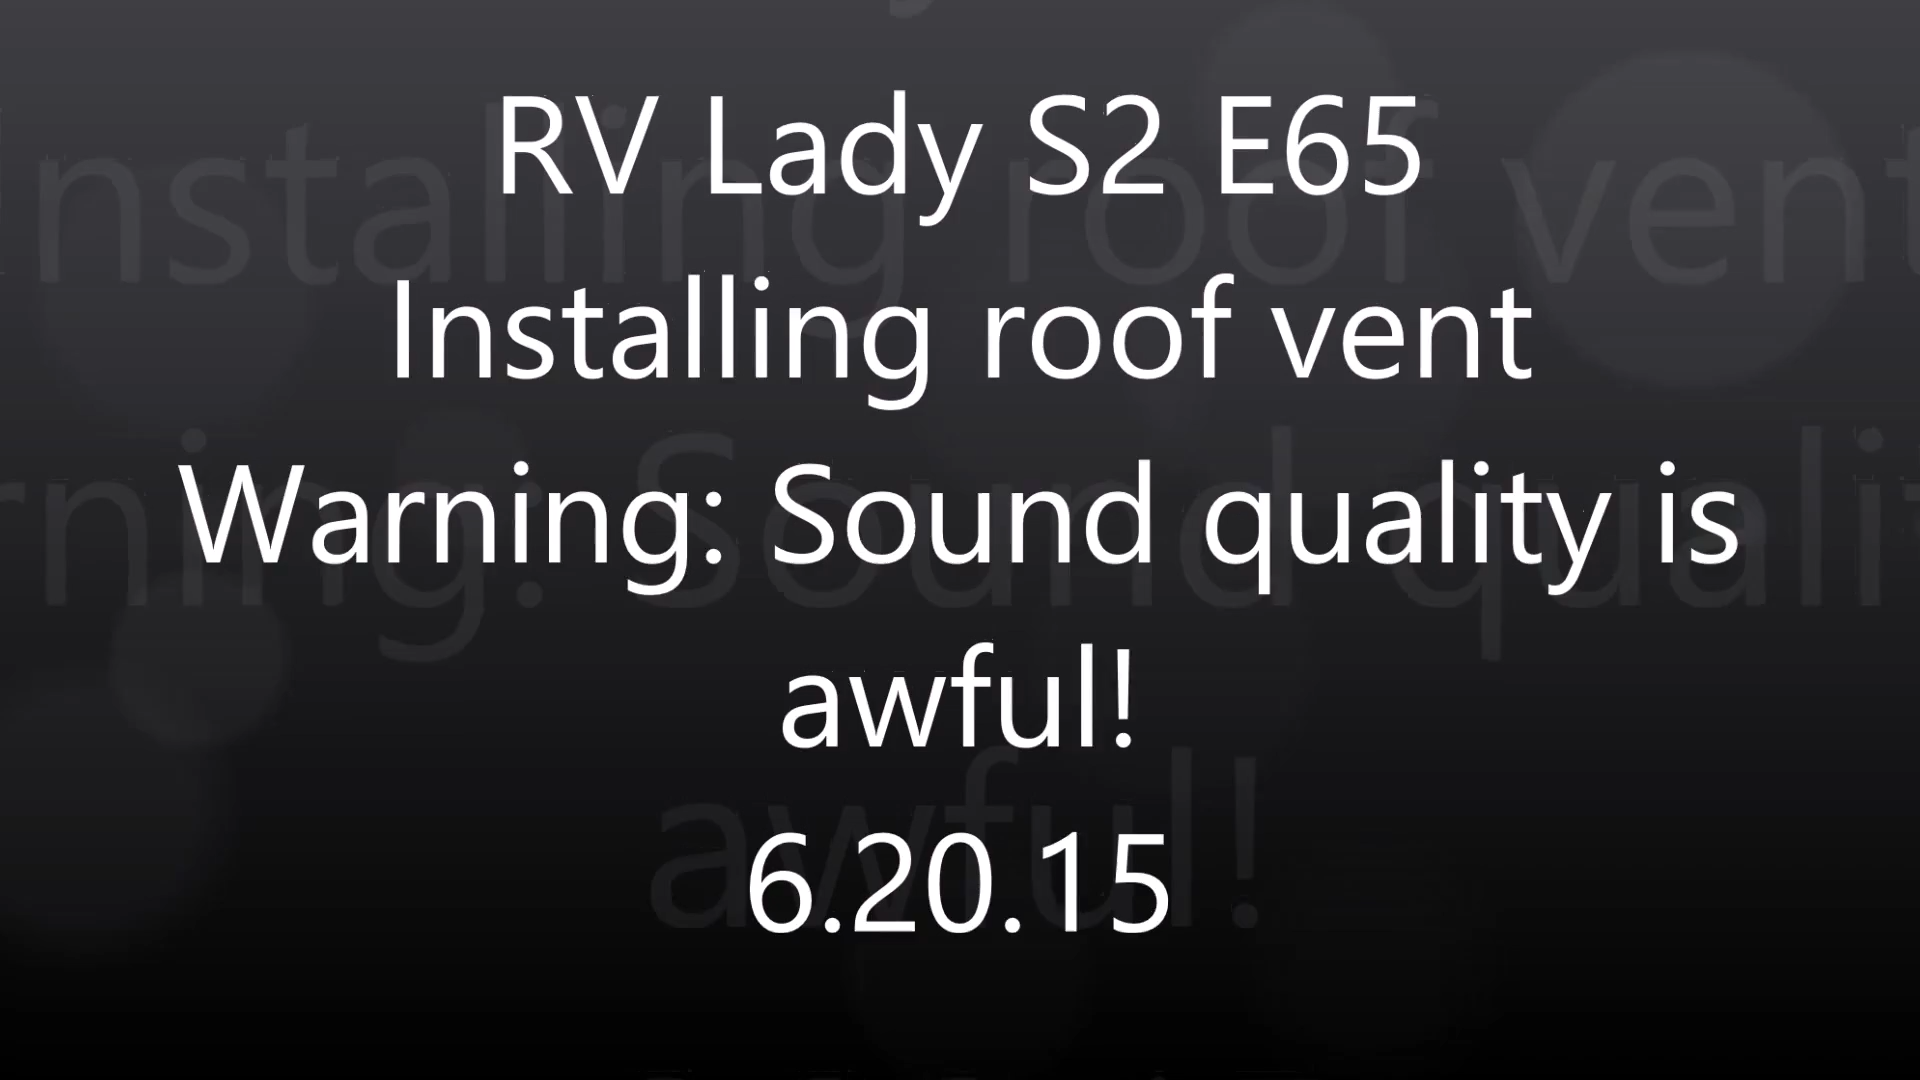 RV Lady S2 E65
Installing roof vent
Warning: Sound quality is
awful!
6.20.15